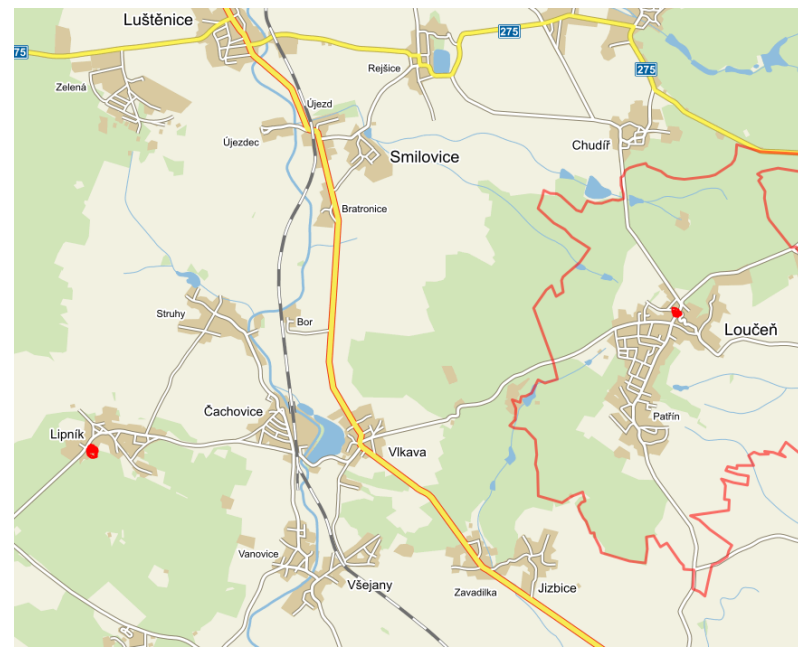 Luštěnice
275
75
275
Rejšice
Zelená
Újezd
Újezdec
Smilovice
Chudíř
Bratronice
Struhy
Bor
Loučeň
Čachovice
Patřín
Lipník
Vlkava
Vanovice
Všejany
Zavadilka
Jizbice